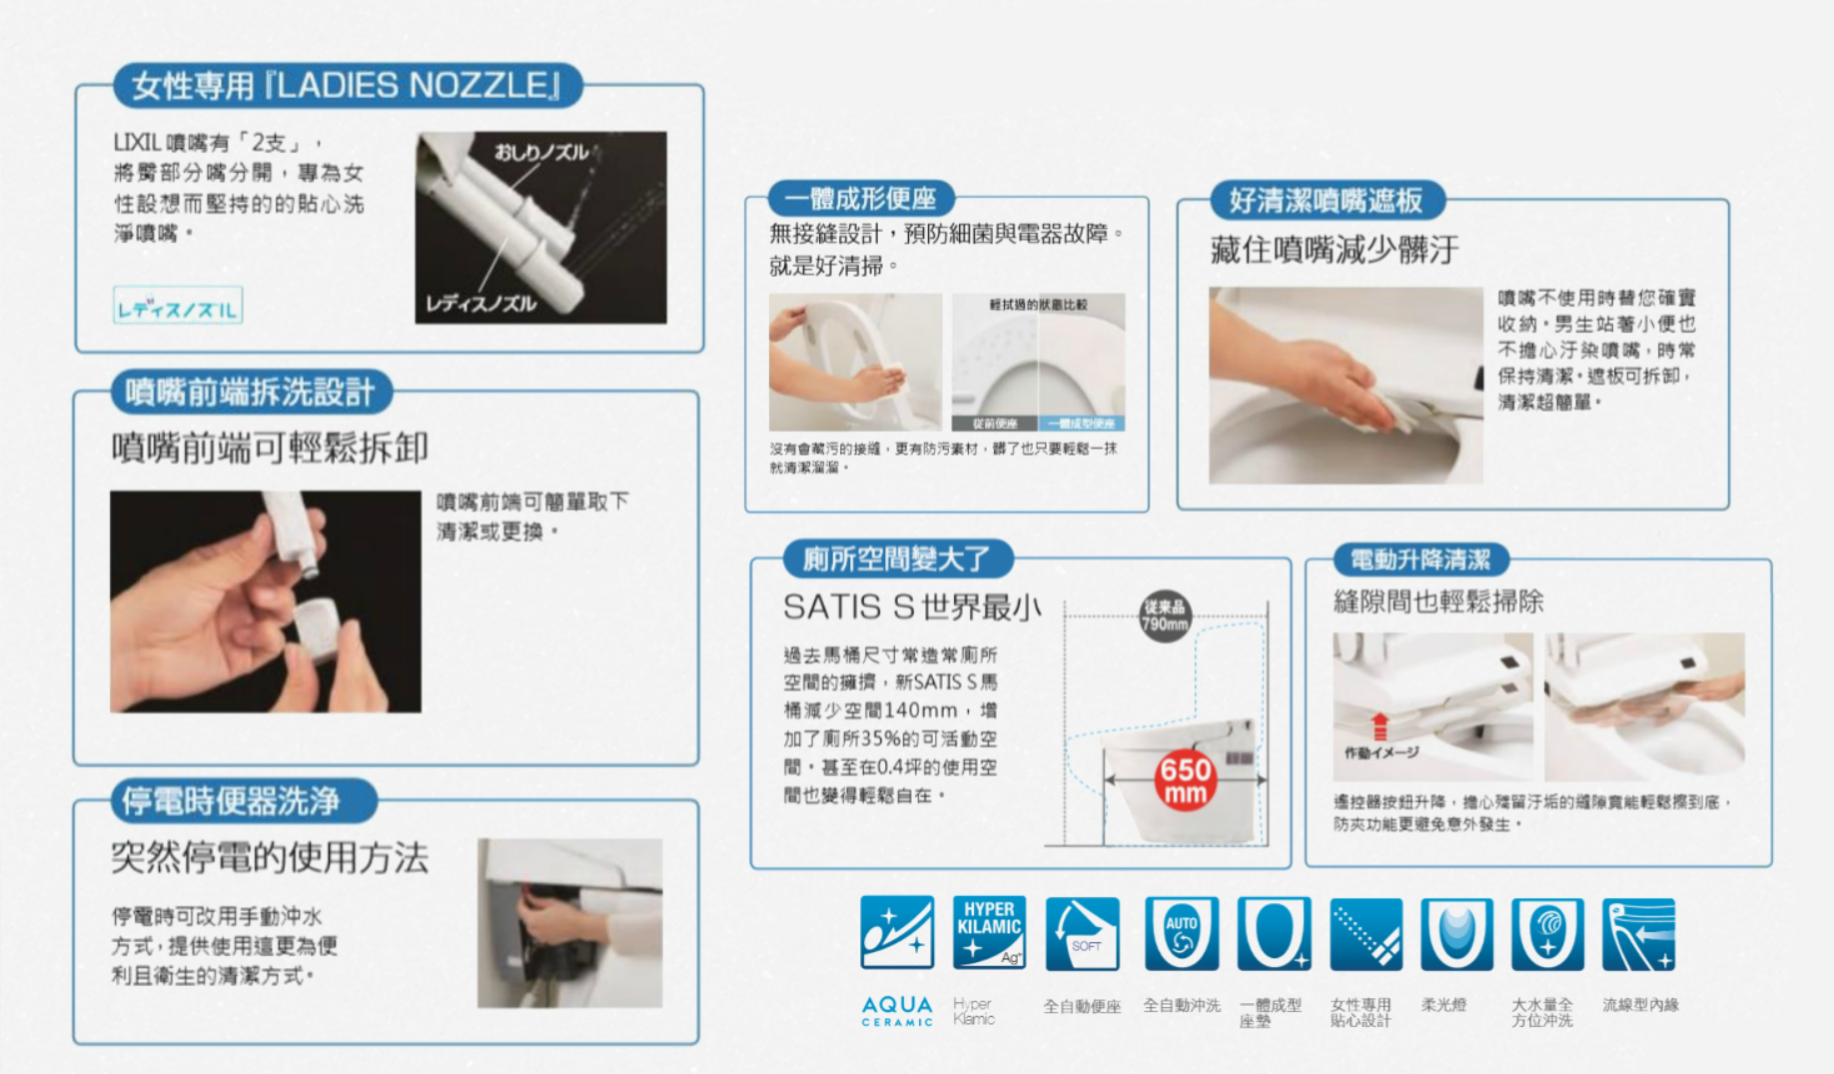 女性専用『LADIES NOZZLE』
LIXIL 噴嘴有「2支」，
將臀部分嘴分開，專為女
性設想而堅持的的貼心洗
淨噴嘴。
レディスノズル
おしりノズル
レディスノズル
噴嘴前端拆洗設計
噴嘴前端可輕鬆拆卸
噴嘴前端可簡單取下
清潔或更換。
停電時便器洗浄
突然停電的使用方法
停電時可改用手動沖水
方式，提供使用這更為便
利且衛生的清潔方式。
一體成形便座
無接縫設計，預防細菌與電器故障。
就是好清掃。
輕拭過的狀態比較
従前便座
一體成型便座
沒有會藏污的接縫，更有防污素材，髒了也只要輕鬆一抹
就清潔溜溜。
好清潔噴嘴遮板
藏住噴嘴減少髒汙
噴嘴不使用時替您確實
收納。男生站著小便也
不擔心汙染噴嘴，時常
保持清潔。遮板可拆卸，
清潔超簡單。
廁所空間變大了
SATIS S 世界最小
過去馬桶尺寸常造常廁所
空間的擁擠，新SATIS S 馬
桶減少空間140mm，增
加了廁所35%的可活動空
間。甚至在0.4坪的使用空
間也變得輕鬆自在。
従来品
790mm
650
mm
電動升降清潔
縫隙間也輕鬆掃除
作動イメージ
遙控器按鈕升降，擔心殘留汙垢的縫隙竟能輕鬆擦到底，
防夾功能更避免意外發生。
HYPER
KILAMIC
Ag+
SOFT
AUTO
AQUA
CERAMIC
Hyper
Klamic
全自動便座
全自動沖洗
一體成型
座墊
女性專用
貼心設計
柔光燈
大水量全
方位沖洗
流線型內緣